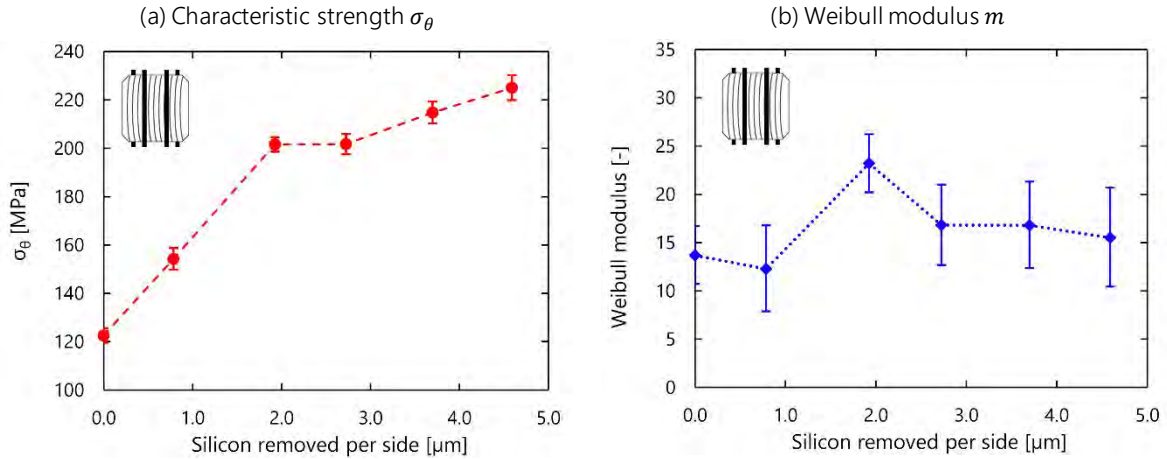 (a) Characteristic strength σθ
240
220
200
180
160
140
120
100
σθ [MPa]
0.0 1.0 2.0 3.0 4.0 5.0
Silicon removed per side [µm]
(b) Weibull modulus m
35
30
25
20
15
10
5
0
Weibull modulus [-]
0.0 1.0 2.0 3.0 4.0 5.0
Silicon removed per side [µm]